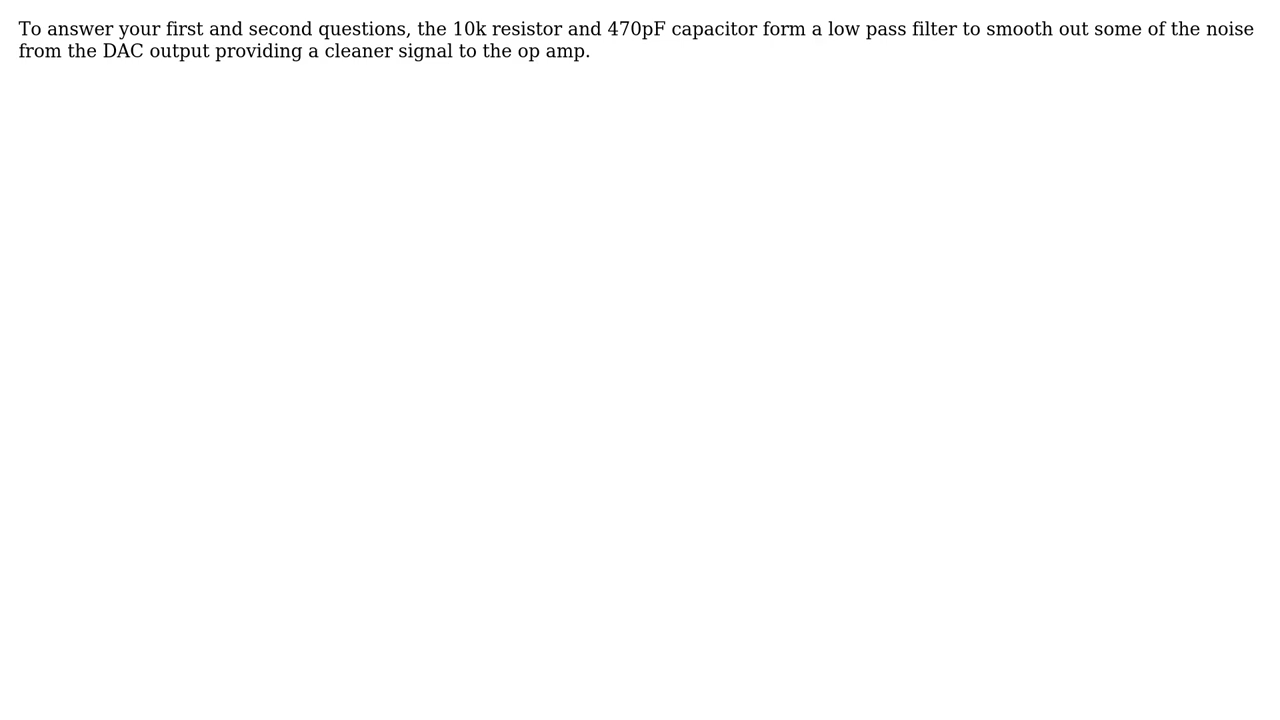 To answer your first and second questions, the 10k resistor and 470pF capacitor form a low pass filter to smooth out some of the noise
from the DAC output providing a cleaner signal to the op amp.